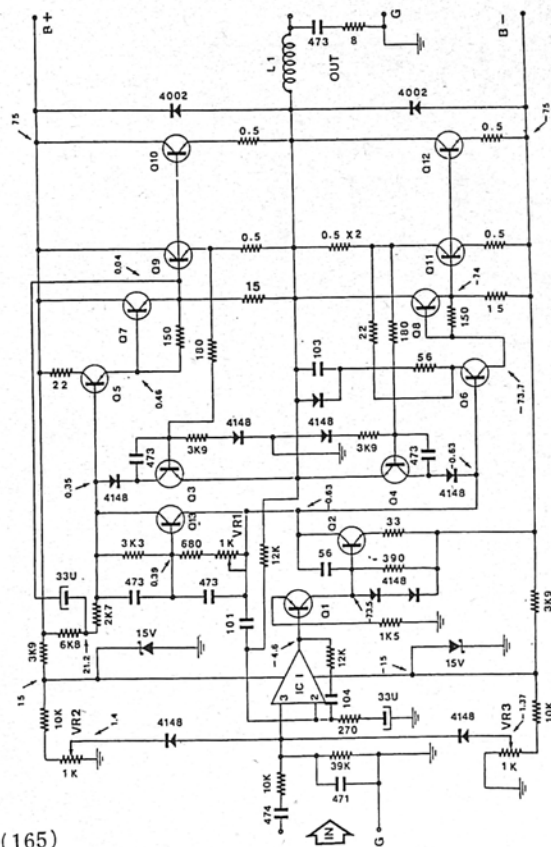 B+
75
G
473
8
OUT
L1
4002
4002
B-
-75
Q10
0.5
Q12
0.5
0.04
Q9
0.5
0.5 X2
Q11
0.5
-74
Q7
15
Q8
15
150
180
22
180
150
22
Q5
0.46
103
56
Q6
-73.7
0.35
4148
473
Q3
3K9
4148
4148
3K9
Q4
473
4148
-0.63
Q13
-0.63
3K3
680
1K
VR1
0.39
12K
Q2
33
56
390
4148
-73.5
33U
2K7
473
473
101
Q1
1K5
3K9
6K8
21.2
3K9
15V
-4.6
12K
15V
15
-15
IC 1
3
2
104
270
33U
10K
10K
VR2
1.4
1K
4148
4148
VR3
-1.37
1K
10K
39K
474
471
IN
G
(165)